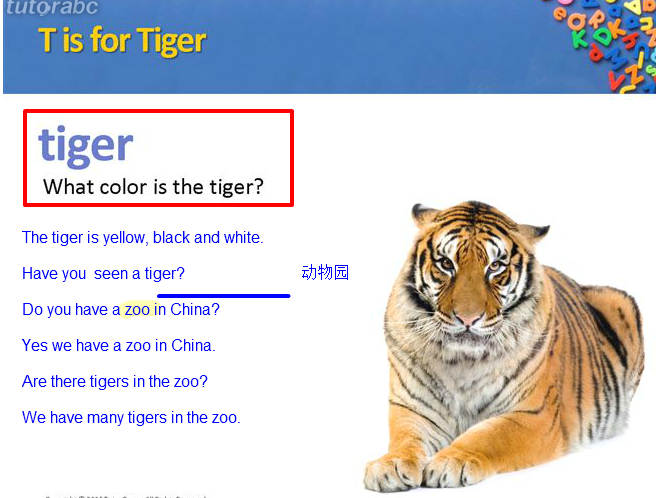 tutorabc
T is for Tiger
tiger
What color is the tiger?
The tiger is yellow, black and white.
Have you  seen a tiger?
动物园
Do you have a zoo in China?
Yes we have a zoo in China.
Are there tigers in the zoo?
We have many tigers in the zoo.